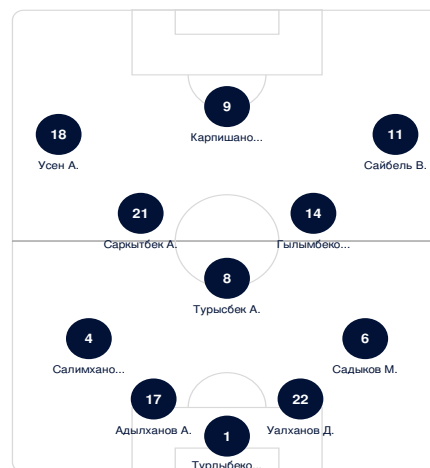 9
Карпишано...
18
Усен А.
11
Сайбель В.
21
Саркытбек А.
14
Гылымбеко...
8
Турысбек А.
4
Салимхано...
6
Садыков М.
17
Адылханов А.
22
Уалханов Д.
1
Турлыбеко...